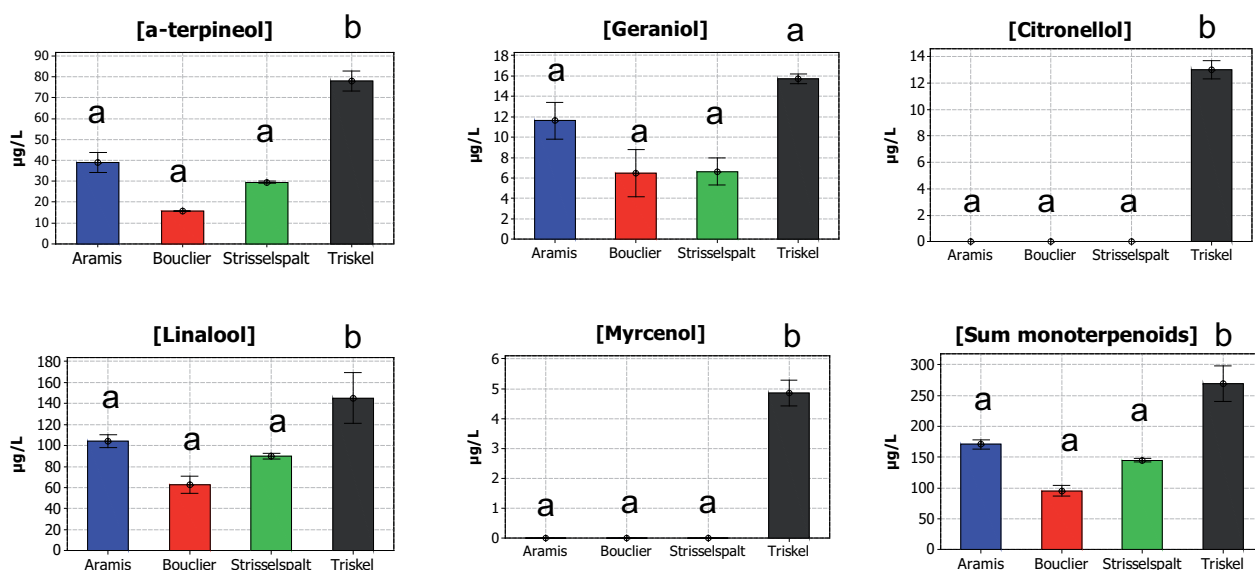 [a-terpineol]
b
µg/L
90
80
70
60
50
40
30
20
10
0
a
a
a
Aramis Bouclier Strisselspalt Triskel
[Geraniol]
a
µg/L
18
16
14
12
10
8
6
4
2
0
a
a
a
Aramis Bouclier Strisselspalt Triskel
[Citronellol]
b
µg/L
14
12
10
8
6
4
2
0
a a a
Aramis Bouclier Strisselspalt Triskel
[Linalool]
b
µg/L
180
160
140
120
100
80
60
40
20
0
a
a
a
Aramis Bouclier Strisselspalt Triskel
[Myrcenol]
b
µg/L
6
5
4
3
2
1
0
a a a
Aramis Bouclier Strisselspalt Triskel
[Sum monoterpenoids]
b
µg/L
300
250
200
150
100
50
0
a
a
a
Aramis Bouclier Strisselspalt Triskel